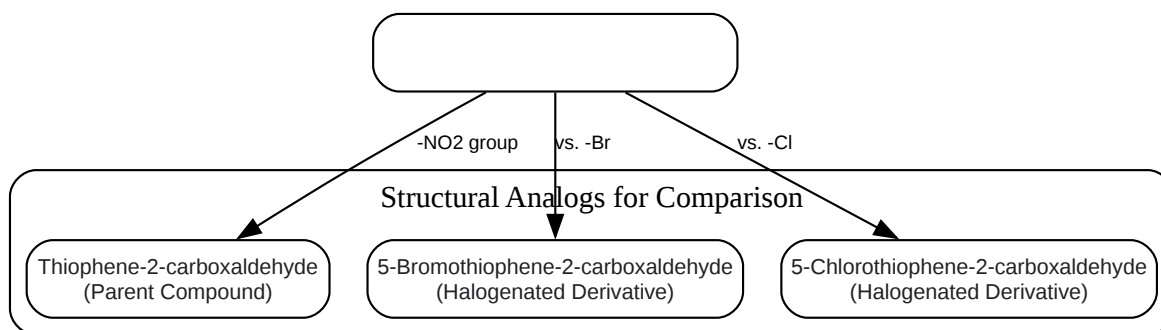 -NO2 group
vs. -Br
vs. -Cl
Structural Analogs for Comparison
Thiophene-2-carboxaldehyde
(Parent Compound)
5-Bromothiophene-2-carboxaldehyde
(Halogenated Derivative)
5-Chlorothiophene-2-carboxaldehyde
(Halogenated Derivative)